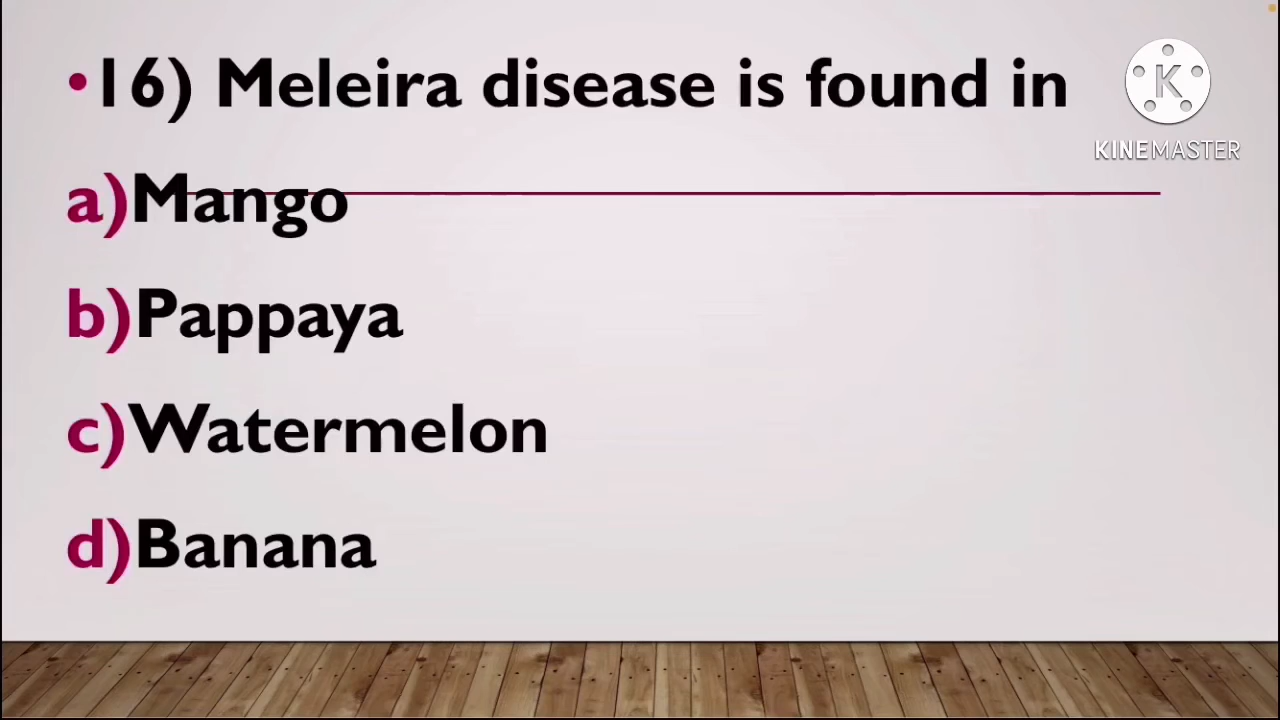 •16) Meleira disease is found in
K
KINEMASTER
a)Mango
b)Pappaya
c)Watermelon
d)Banana